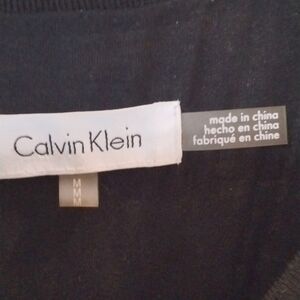 Calvin Klein
made in china
hecho en china
fabriqué en chine
M
M
M